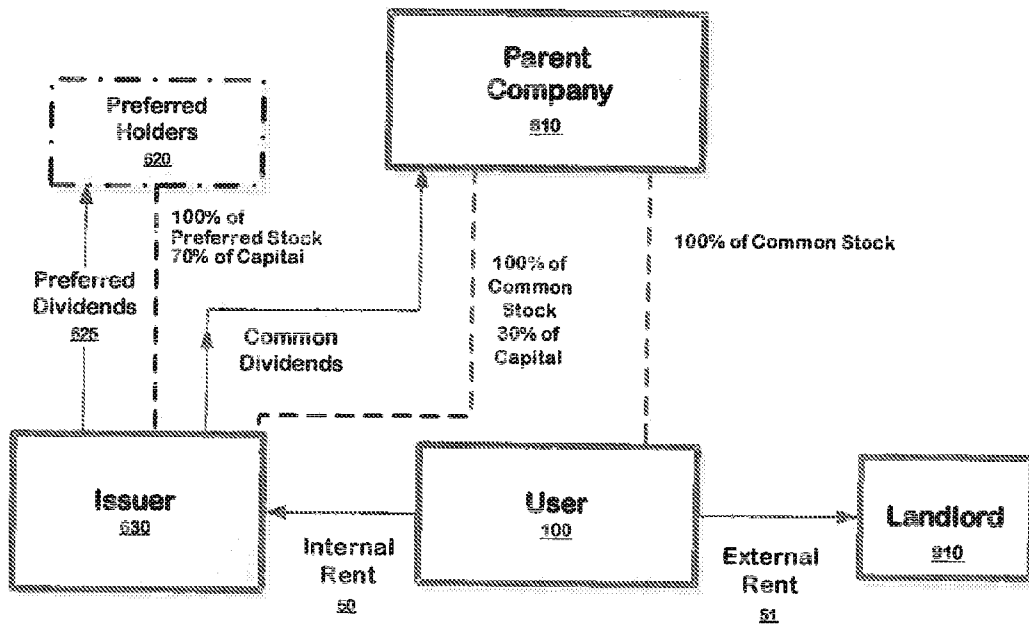 Parent
Company
610
Preferred
Holders
620
100% of
Preferred Stock
70% of Capital
100% of Common Stock
100% of
Common
Stock
30% of
Capital
Preferred
Dividends
625
Common
Dividends
Issuer
630
User
100
Landlord
910
Internal
Rent
50
External
Rent
51